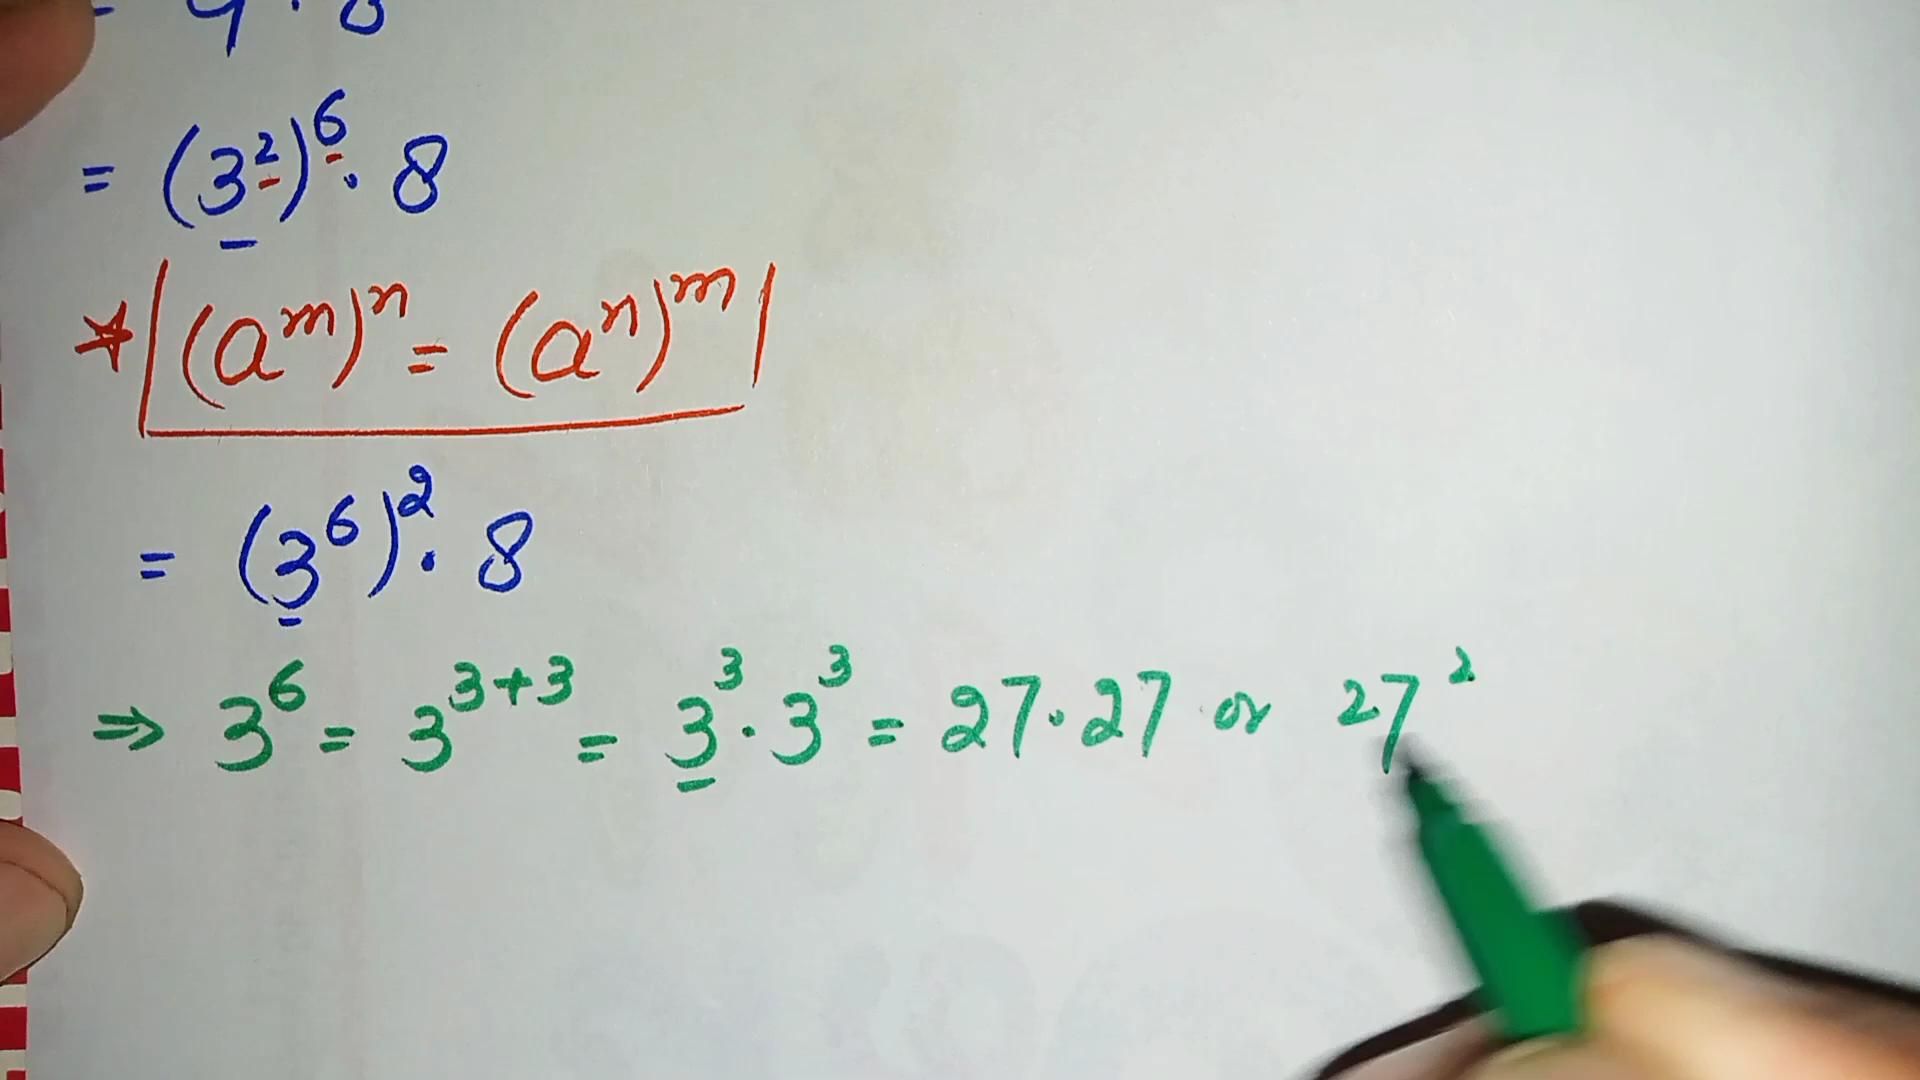 = (3²)⁶ · 8
* (aᵐ)ⁿ = (aⁿ)ᵐ
= (3⁶)² · 8
⇒ 3⁶ = 3³⁺³ = 3³ · 3³ = 27 · 27 or 27²